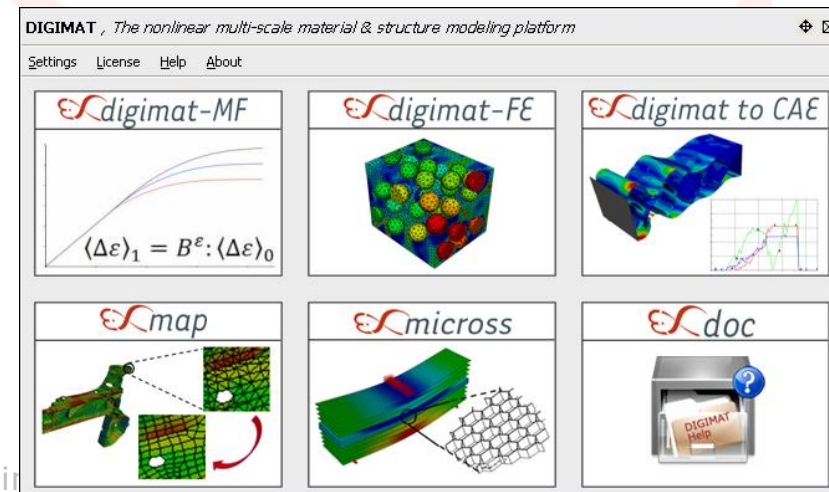 DIGIMAT , The nonlinear multi-scale material & structure modeling platform
Settings License Help About
digimat-MF
digimat-FE
digimat to CAE
⟨Δε⟩₁ = Bᵋ:⟨Δε⟩₀
map
micross
doc
?
DIGIMAT
Help